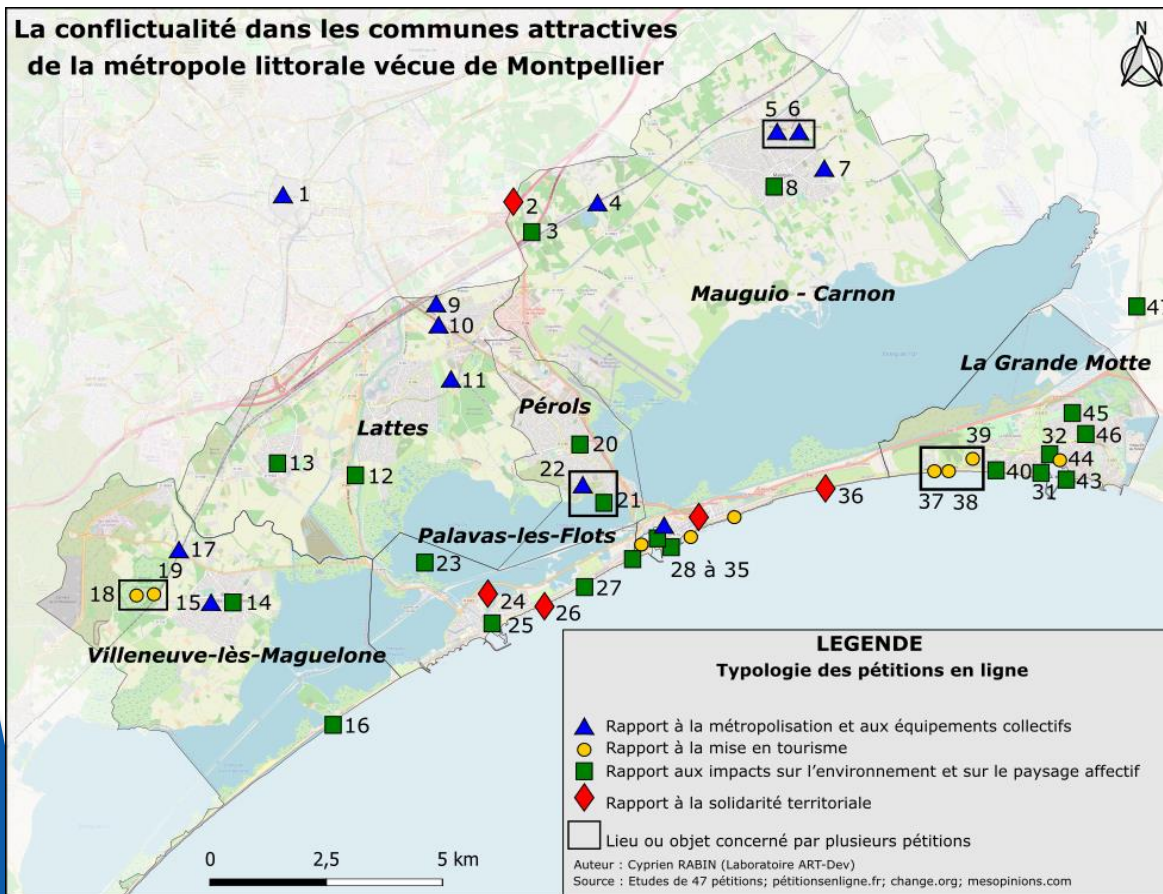 La conflictualité dans les communes attractives
de la métropole littorale vécue de Montpellier
N
5 6
1
7
8
2
4
3
Mauguio - Carnon
9
10
47
La Grande Motte
11
Pérols
Lattes
45
20
32
46
39
13
12
22
44
40
21
31
43
36
37 38
Palavas-les-Flots
17
28 à 35
23
19
18
27
24
15
14
26
25
Villeneuve-lès-Maguelone
16
LEGENDE
Typologie des pétitions en ligne
Rapport à la métropolisation et aux équipements collectifs
Rapport à la mise en tourisme
Rapport aux impacts sur l'environnement et sur le paysage affectif
Rapport à la solidarité territoriale
Lieu ou objet concerné par plusieurs pétitions
Auteur : Cyprien RABIN (Laboratoire ART-Dev)
Source : Etudes de 47 pétitions; pétitionsenligne.fr; change.org; mesopinions.com
0 2,5 5 km